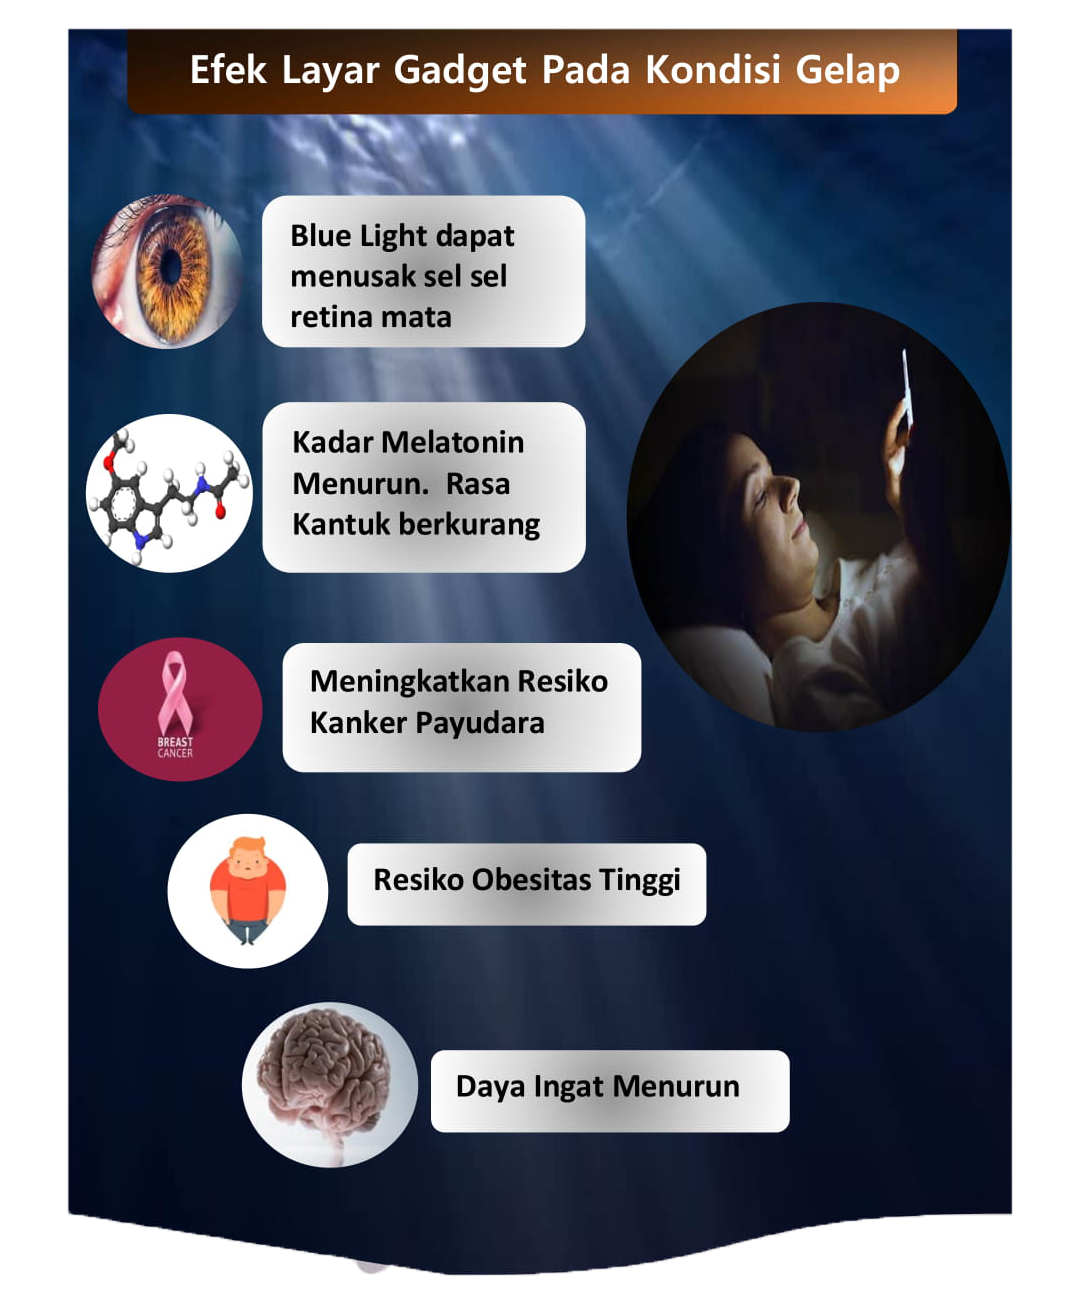 Efek Layar Gadget Pada Kondisi Gelap
Blue Light dapat
menusak sel sel
retina mata
Kadar Melatonin
Menurun.  Rasa
Kantuk berkurang
Meningkatkan Resiko
Kanker Payudara
BREAST
CANCER
Resiko Obesitas Tinggi
Daya Ingat Menurun